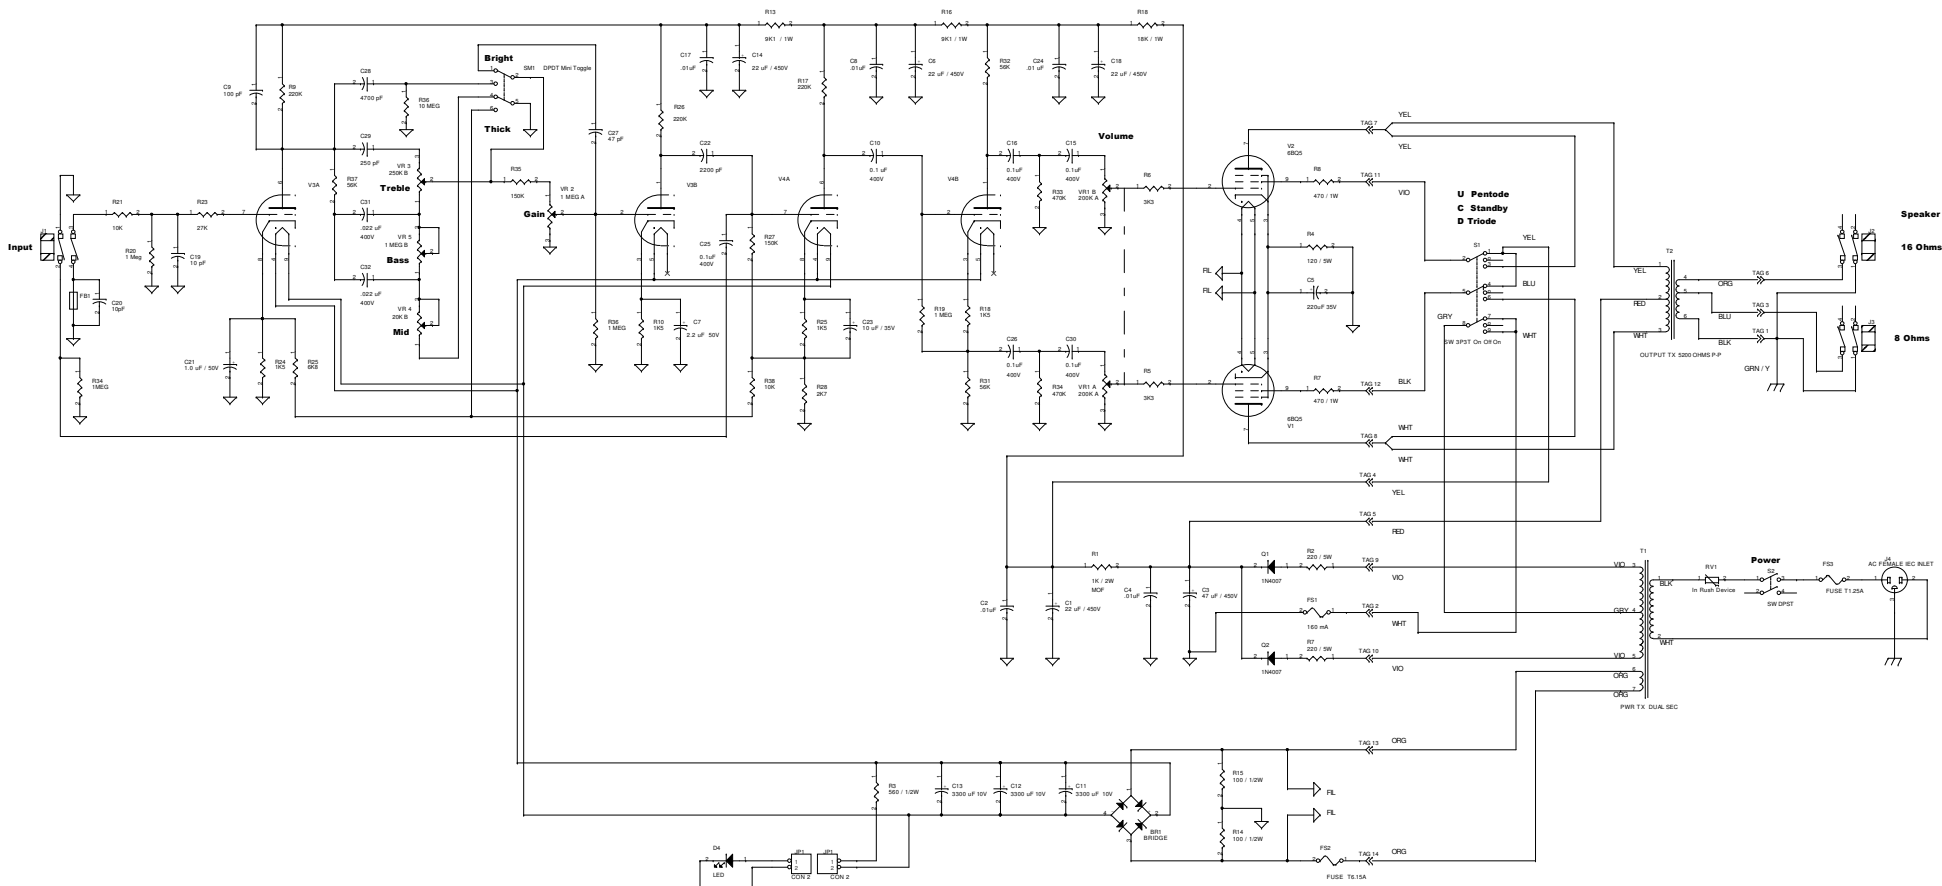 R13
9K1 / 1W
R16
9K1 / 1W
R18
18K / 1W
C9
100 pF
R9
220K
C28
4700 pF
R36
10 MEG
Bright
SM1 DPDT Mini Toggle
Thick
C27
47 pF
R26
220K
C17
.01uF
C14
22 uF / 450V
R17
220K
C8
.01uF
C6
22 uF / 450V
R32
56K
C24
.01 uF
C18
22 uF / 450V
C29
250 pF
R37
56K
VR 3
250K B
Treble
C31
.022 uF
400V
VR 5
1 MEG B
Bass
C32
.022 uF
400V
VR 4
20K B
Mid
R35
150K
VR 2
1 MEG A
Gain
V3A
V3B
V4A
V4B
C22
2200 pF
C10
0.1 uF
400V
C16
0.1uF
400V
C15
0.1uF
400V
Volume
R33
470K
VR1 B
200K A
R6
3K3
V2
6BQ5
R8
470 / 1W
TAG 7
YEL
YEL
TAG 11
VIO
U Pentode
C Standby
D Triode
S1
YEL
BLU
GRY
WHT
SW 3P3T On Off On
Input
J1
R21
10K
R20
1 Meg
C19
10 pF
R23
27K
FB1
C20
10pF
R34
1MEG
C21
1.0 uF / 50V
R24
1K5
R25
6K8
R36
1 MEG
R10
1K5
C7
2.2 uF 50V
C25
0.1uF
400V
R27
150K
R25
1K5
C23
10 uF / 35V
R38
10K
R28
2K7
R19
1 MEG
R18
1K5
R31
56K
C26
0.1uF
400V
C30
0.1uF
400V
R34
470K
VR1 A
200K A
R5
3K3
FIL
FIL
R4
120 / 5W
C5
220uF 35V
R7
470 / 1W
TAG 12
BLK
6BQ5
V1
TAG 8
WHT
WHT
TAG 4
YEL
TAG 5
RED
T2
YEL
RED
WHT
OUTPUT TX 5200 OHMS P-P
TAG 6
ORG
TAG 3
BLU
TAG 1
BLK
GRN / Y
J2
J3
Speaker
16 Ohms
8 Ohms
C2
.01uF
C1
22 uF / 450V
R1
1K / 2W
MOF
C4
.01uF
C3
47 uF / 450V
Q1
1N4007
R2
220 / 5W
TAG 9
VIO
FS1
160 mA
TAG 2
WHT
Q2
1N4007
R7
220 / 5W
TAG 10
VIO
T1
VIO
GRY
VIO
ORG
ORG
BLK
WHT
PWR TX DUAL SEC
RV1
In Rush Device
Power
S2
SW DPST
FS3
FUSE T1.25A
J4
AC FEMALE IEC INLET
TAG 13
ORG
R3
560 / 1/2W
C13
3300 uF 10V
C12
3300 uF 10V
C11
3300 uF 10V
BR1
BRIDGE
R15
100 / 1/2W
R14
100 / 1/2W
FIL
FIL
FS2
FUSE T6.15A
TAG 14
ORG
D4
LED
JP1
CON 2
JP1
CON 2